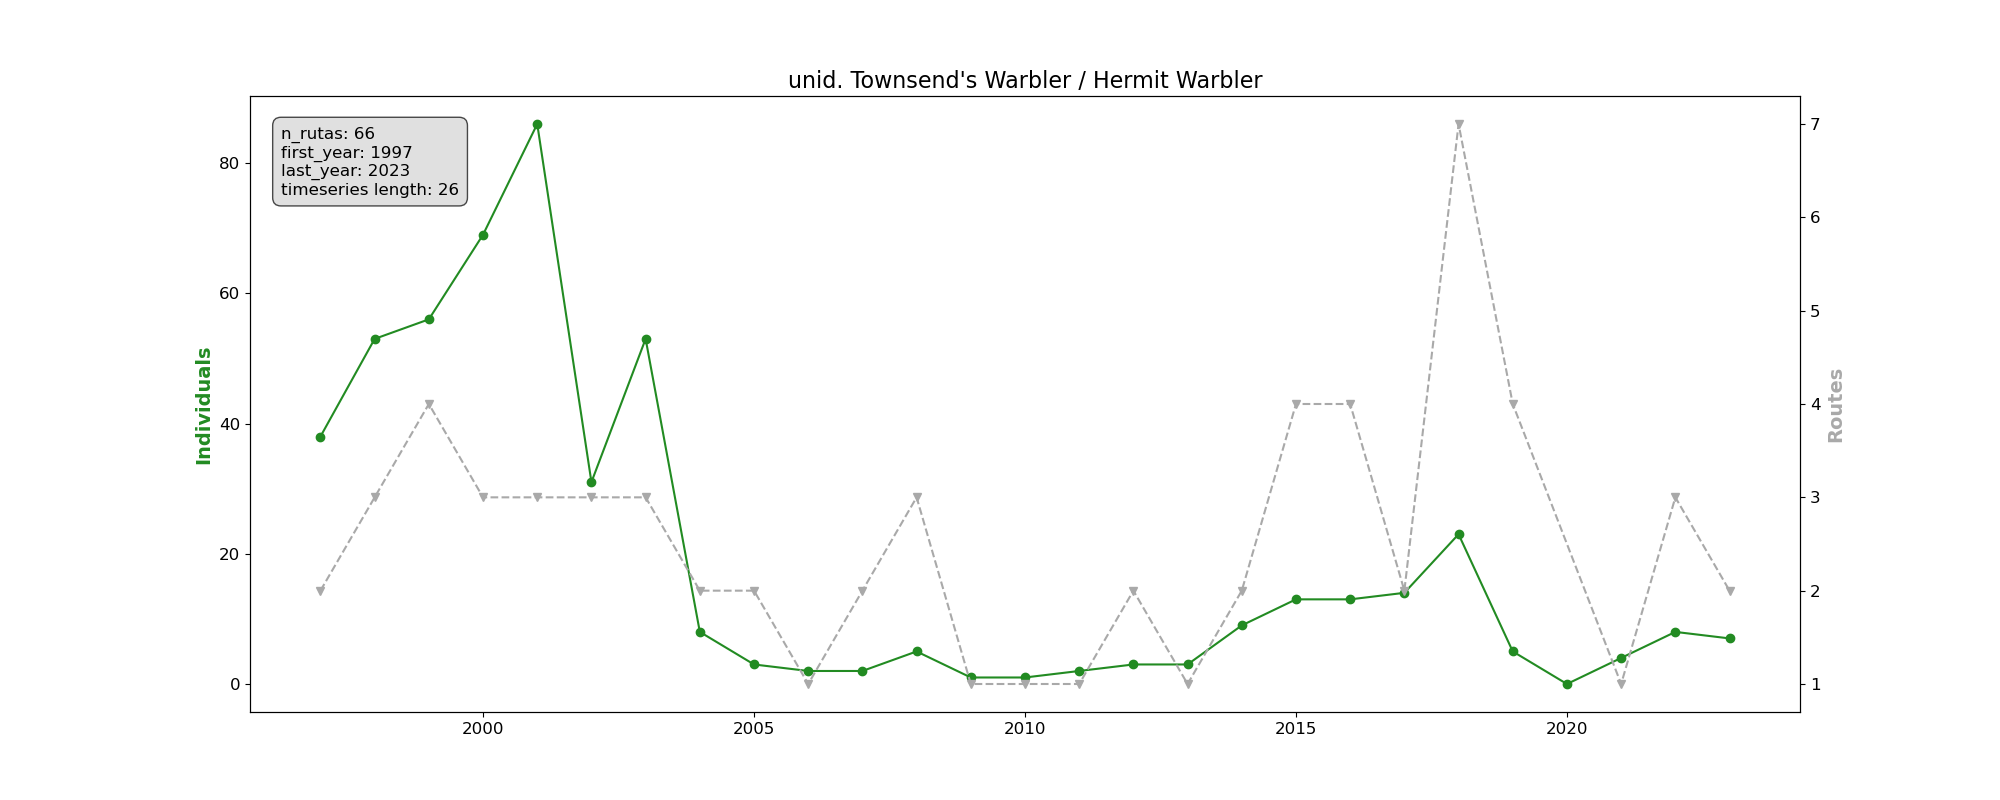 unid. Townsend's Warbler / Hermit Warbler
n_rutas: 66
first_year: 1997
last_year: 2023
timeseries length: 26
80
60
40
20
0
Individuals
7
6
5
4
3
2
1
Routes
2000 2005 2010 2015 2020